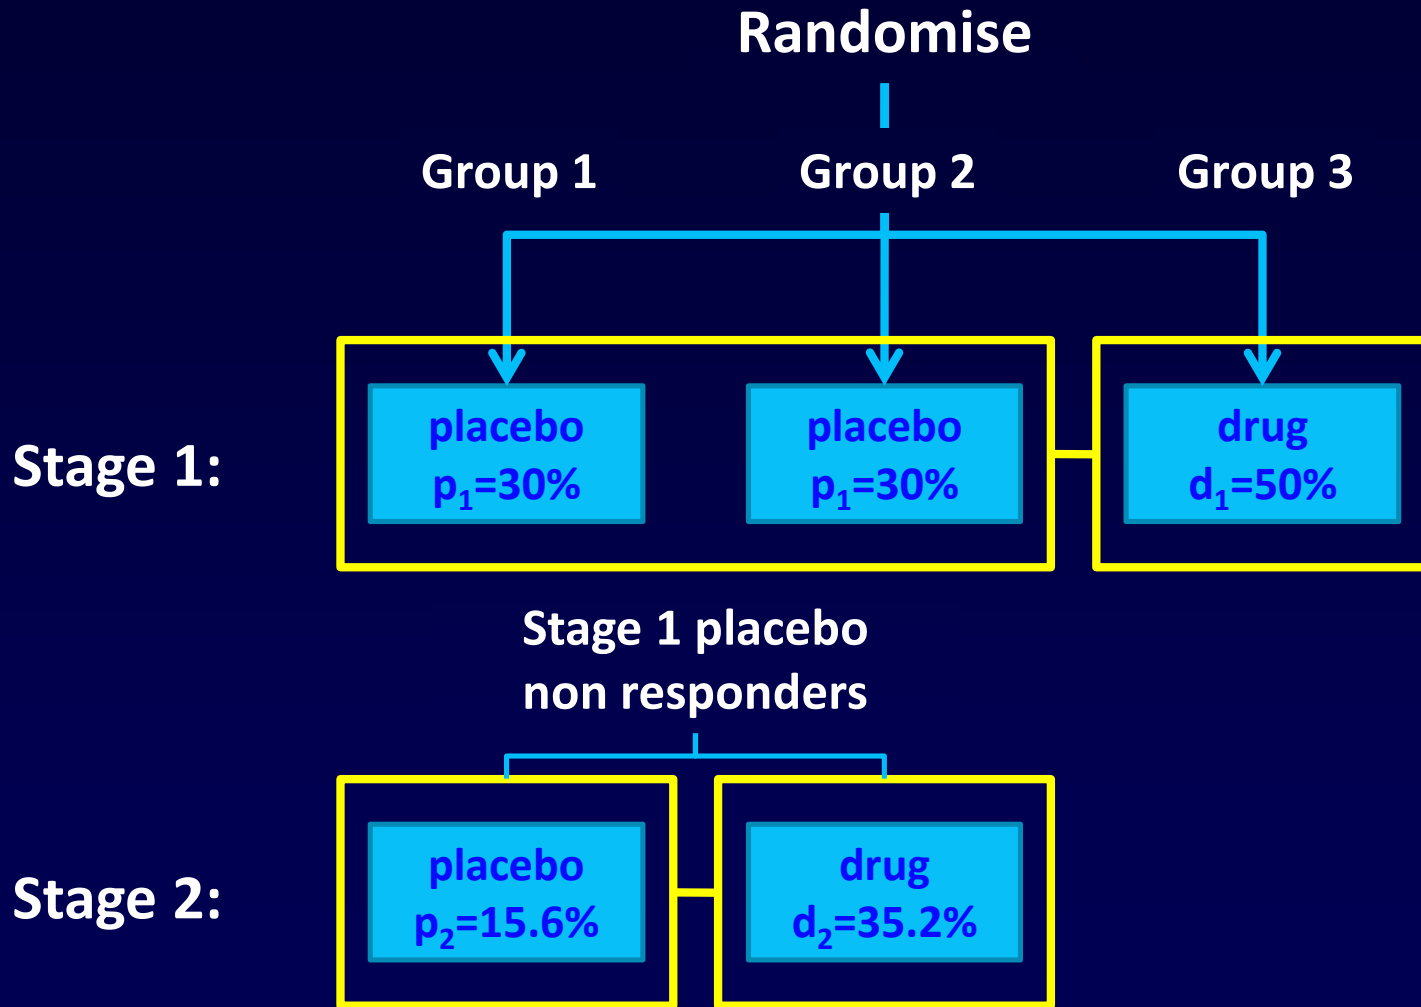 Randomise
Group 1 Group 2 Group 3
Stage 1:
placebo
p₁=30%
placebo
p₁=30%
drug
d₁=50%
Stage 1 placebo
non responders
Stage 2:
placebo
p₂=15.6%
drug
d₂=35.2%